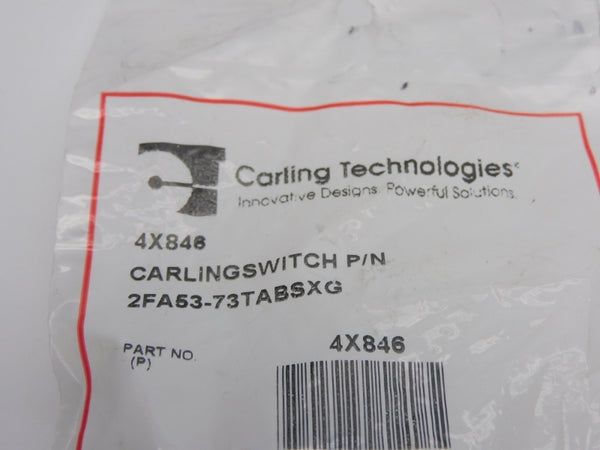 Carling Technologies
Innovative Designs. Powerful Solutions.
4X846
CARLINGSWITCH P/N
2FA53-73TABSXG
PART NO.
(P)
4X846